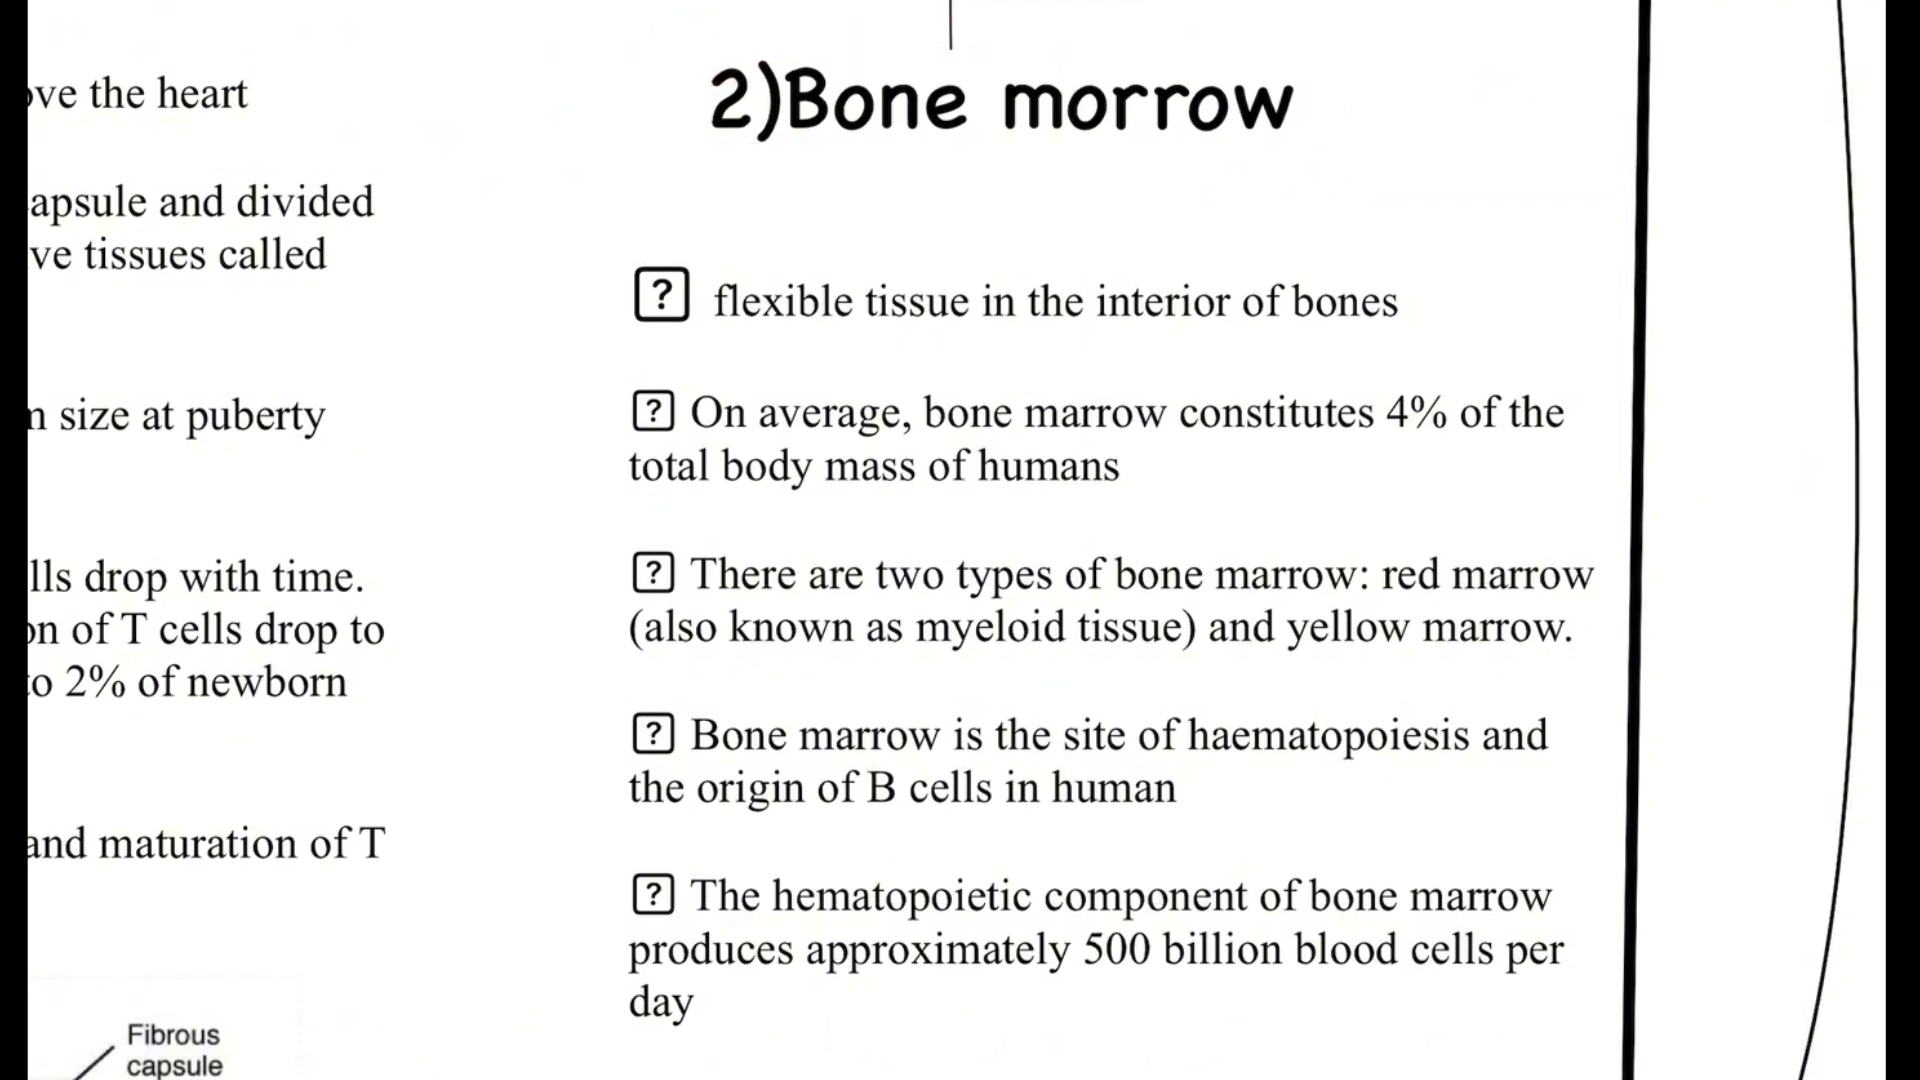 ve the heart
apsule and divided
ve tissues called
size at puberty
lls drop with time.
of T cells drop to
2% of newborn
and maturation of T
Fibrous
capsule
2)Bone morrow
? flexible tissue in the interior of bones
? On average, bone marrow constitutes 4% of the
total body mass of humans
? There are two types of bone marrow: red marrow
(also known as myeloid tissue) and yellow marrow.
? Bone marrow is the site of haematopoiesis and
the origin of B cells in human
? The hematopoietic component of bone marrow
produces approximately 500 billion blood cells per
day